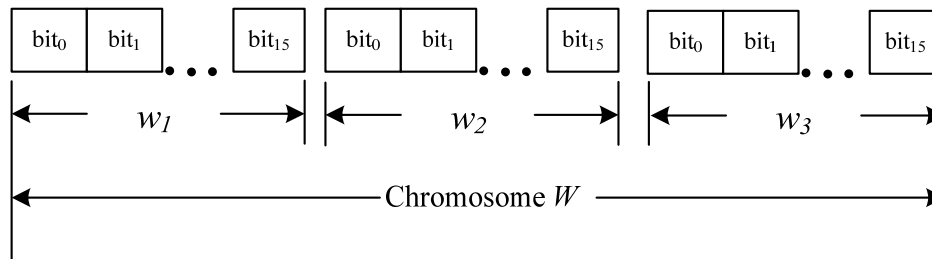 bit₀ bit₁ ... bit₁₅ bit₀ bit₁ ... bit₁₅ bit₀ bit₁ ... bit₁₅
w₁ w₂ w₃
Chromosome W